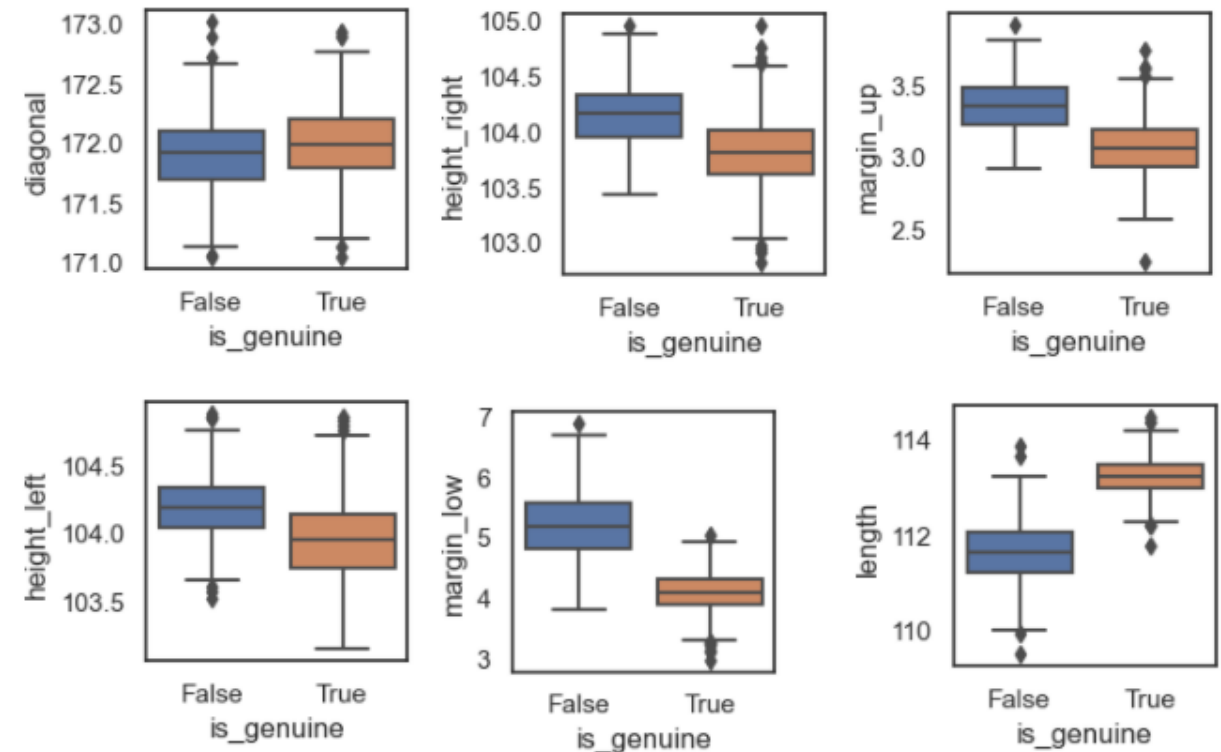 diagonal
173.0
172.5
172.0
171.5
171.0
False True
is_genuine
height_right
105.0
104.5
104.0
103.5
103.0
False True
is_genuine
margin_up
3.5
3.0
2.5
False True
is_genuine
height_left
104.5
104.0
103.5
False True
is_genuine
margin_low
7
6
5
4
3
False True
is_genuine
length
114
112
110
False True
is_genuine